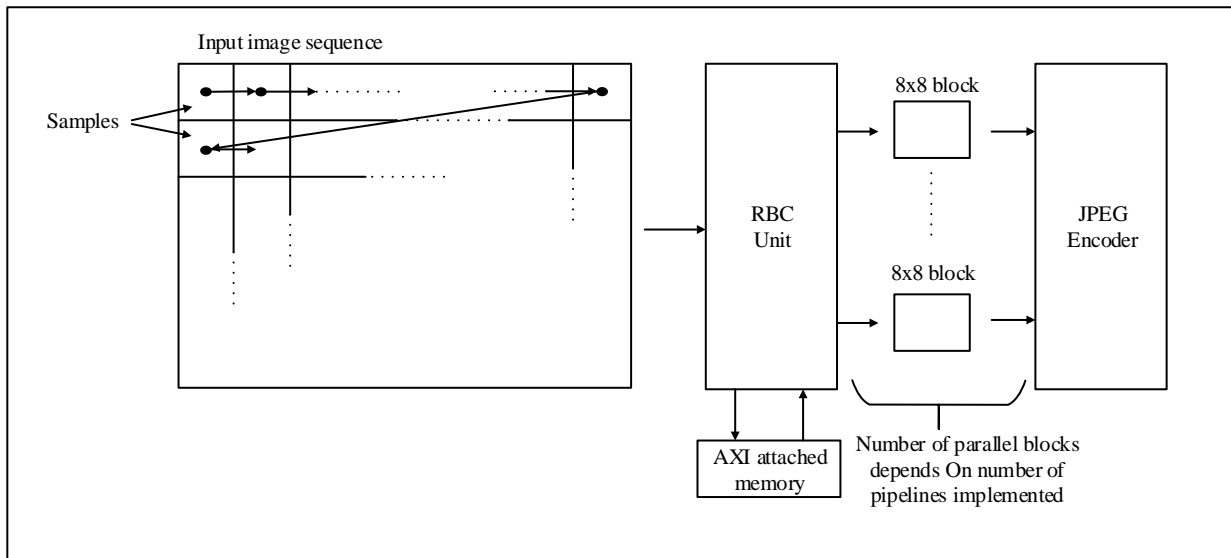 Input image sequence
Samples
RBC
Unit
8x8 block
8x8 block
JPEG
Encoder
AXI attached
memory
Number of parallel blocks
depends On number of
pipelines implemented